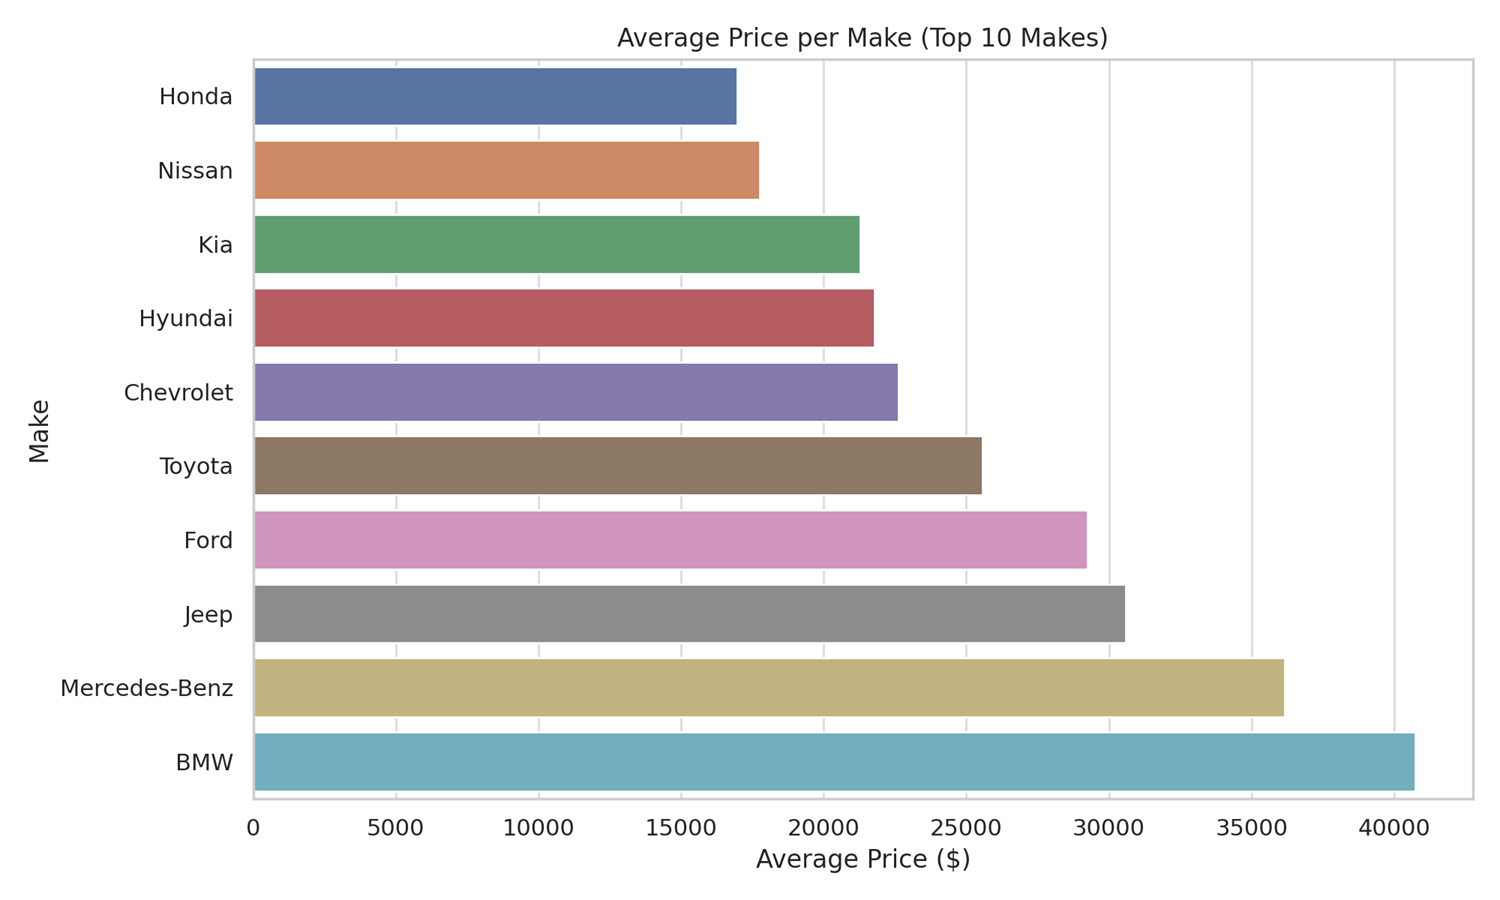 Average Price per Make (Top 10 Makes)
Make
Honda
Nissan
Kia
Hyundai
Chevrolet
Toyota
Ford
Jeep
Mercedes-Benz
BMW
0 5000 10000 15000 20000 25000 30000 35000 40000
Average Price ($)